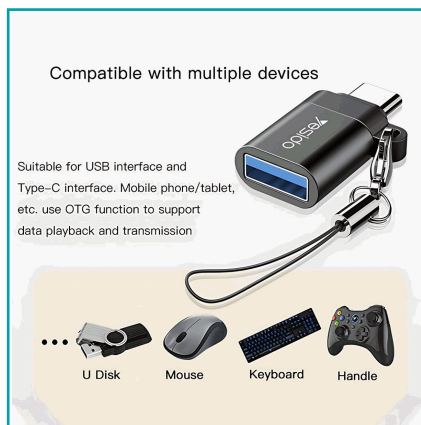 Compatible with multiple devices
yesido
Suitable for USB interface and
Type-C interface. Mobile phone/tablet,
etc. use OTG function to support
data playback and transmission
U Disk
Mouse
Keyboard
Handle